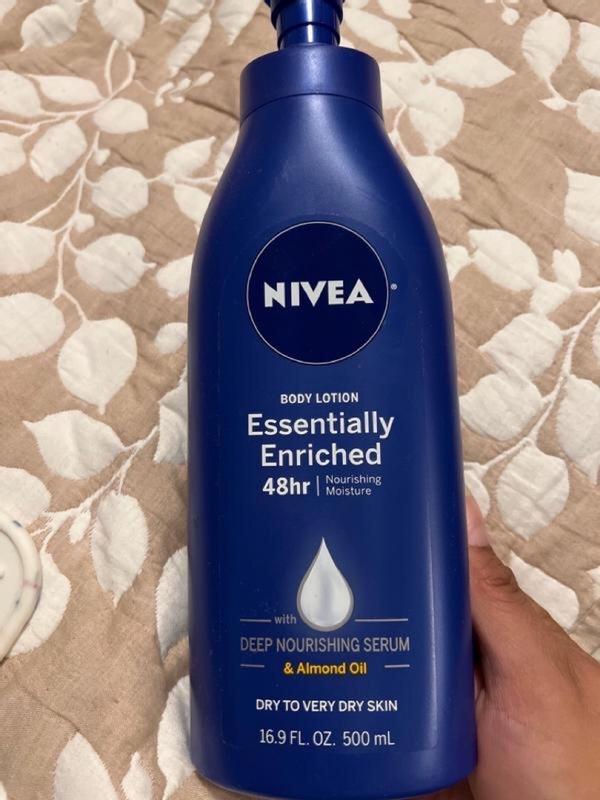 NIVEA®
BODY LOTION
Essentially
Enriched
48hr | Nourishing
Moisture
with
DEEP NOURISHING SERUM
& Almond Oil
DRY TO VERY DRY SKIN
16.9 FL. OZ. 500 mL